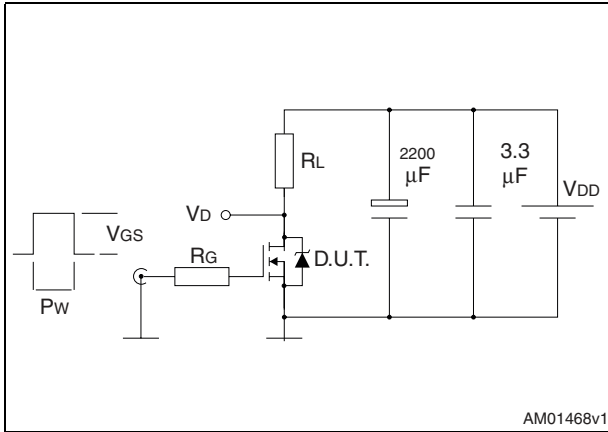 RL
2200
μF
3.3
μF
VDD
VD
VGS
RG
D.U.T.
PW
AM01468v1